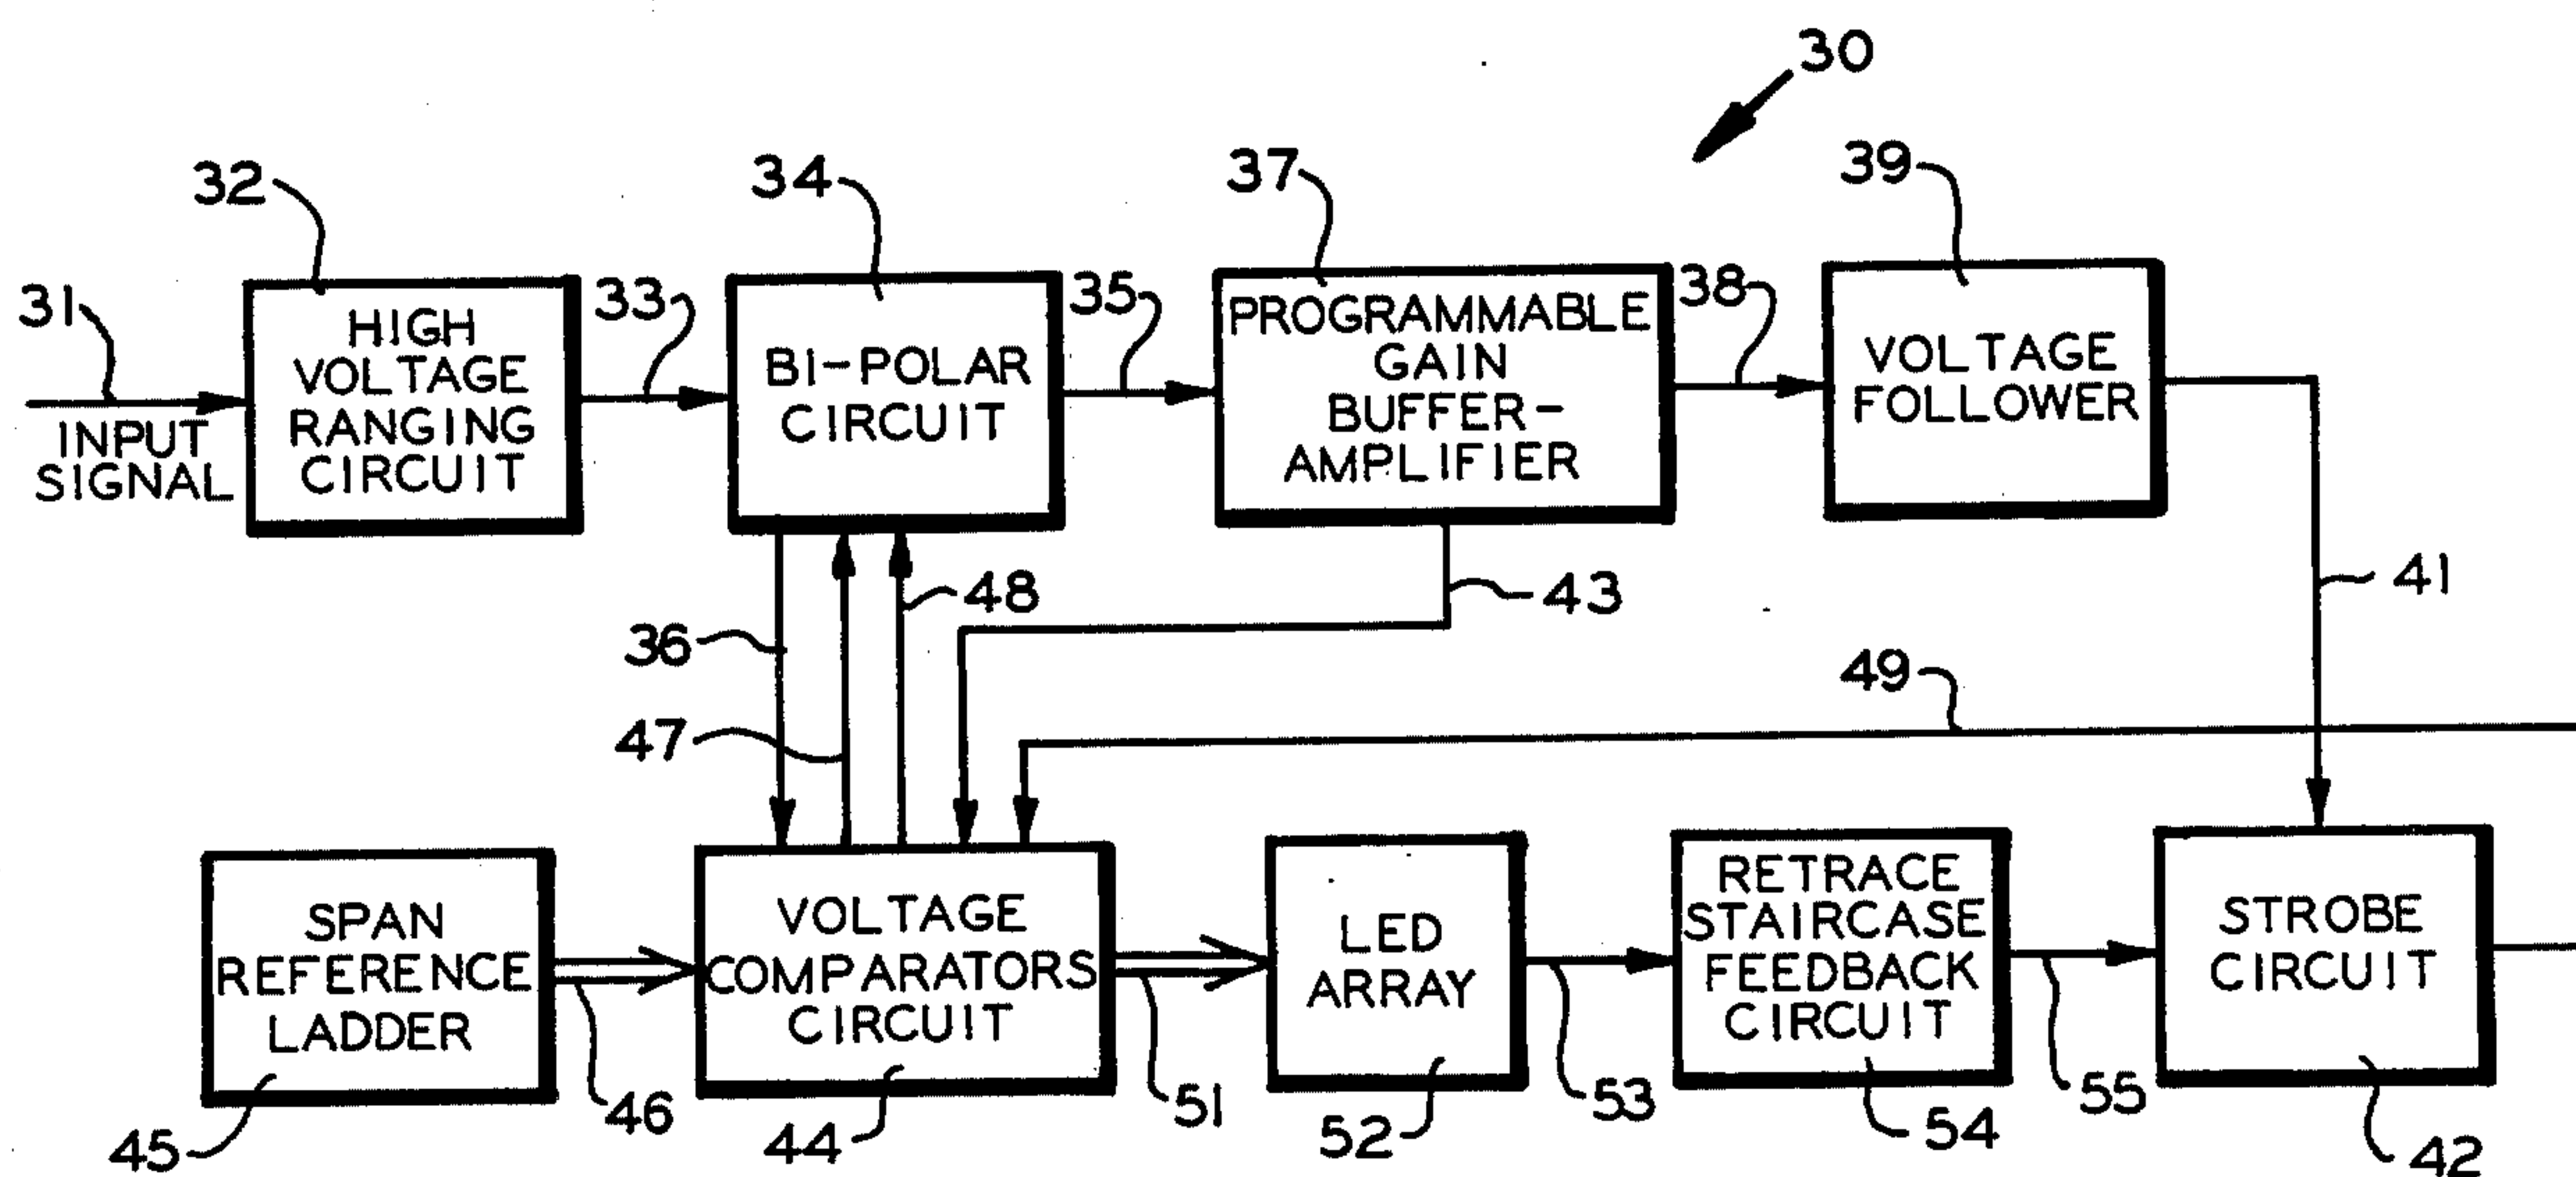 30
32
34
37
39
31
33
35
38
HIGH
VOLTAGE
RANGING
CIRCUIT
INPUT
SIGNAL
BI-POLAR
CIRCUIT
PROGRAMMABLE
GAIN
BUFFER-
AMPLIFIER
VOLTAGE
FOLLOWER
36
47
48
43
49
41
SPAN
REFERENCE
LADDER
VOLTAGE
COMPARATORS
CIRCUIT
LED
ARRAY
RETRACE
STAIRCASE
FEEDBACK
CIRCUIT
STROBE
CIRCUIT
45
46
44
51
52
53
54
55
42